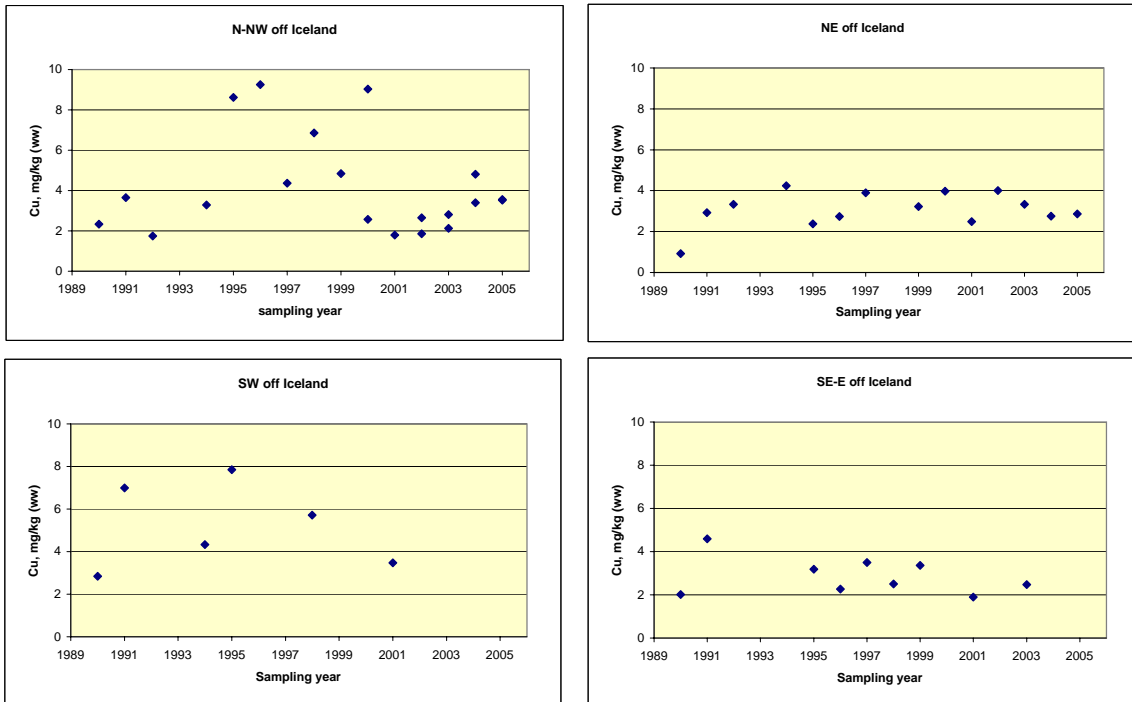 N-NW off Iceland
Cu, mg/kg (ww)
10
8
6
4
2
0
1989 1991 1993 1995 1997 1999 2001 2003 2005
sampling year
NE off Iceland
Cu, mg/kg (ww)
10
8
6
4
2
0
1989 1991 1993 1995 1997 1999 2001 2003 2005
Sampling year
SW off Iceland
Cu, mg/kg (ww)
10
8
6
4
2
0
1989 1991 1993 1995 1997 1999 2001 2003 2005
Sampling year
SE-E off Iceland
Cu, mg/kg (ww)
10
8
6
4
2
0
1989 1991 1993 1995 1997 1999 2001 2003 2005
Sampling year